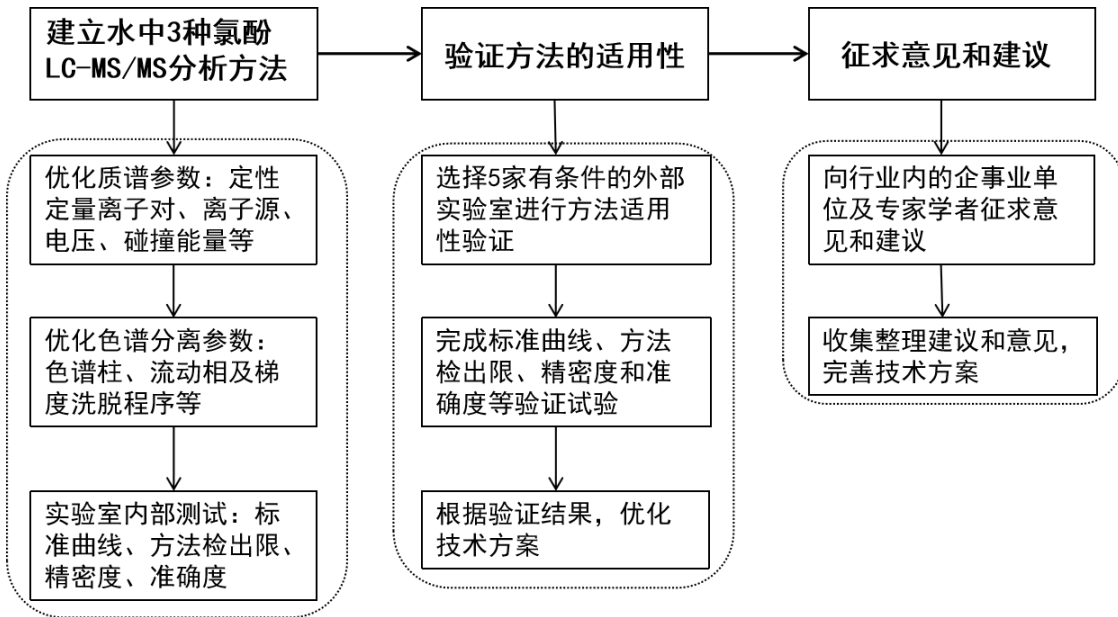 建立水中3种氯酚
LC-MS/MS分析方法
验证方法的适用性
征求意见和建议
优化质谱参数：定性
定量离子对、离子源、
电压、碰撞能量等
优化色谱分离参数：
色谱柱、流动相及梯
度洗脱程序等
实验室内部测试：标
准曲线、方法检出限、
精密度、准确度
选择5家有条件的外部
实验室进行方法适用
性验证
完成标准曲线、方法
检出限、精密度和准
确度等验证试验
根据验证结果，优化
技术方案
向行业内的企事业单
位及专家学者征求意
见和建议
收集整理建议和意见，
完善技术方案